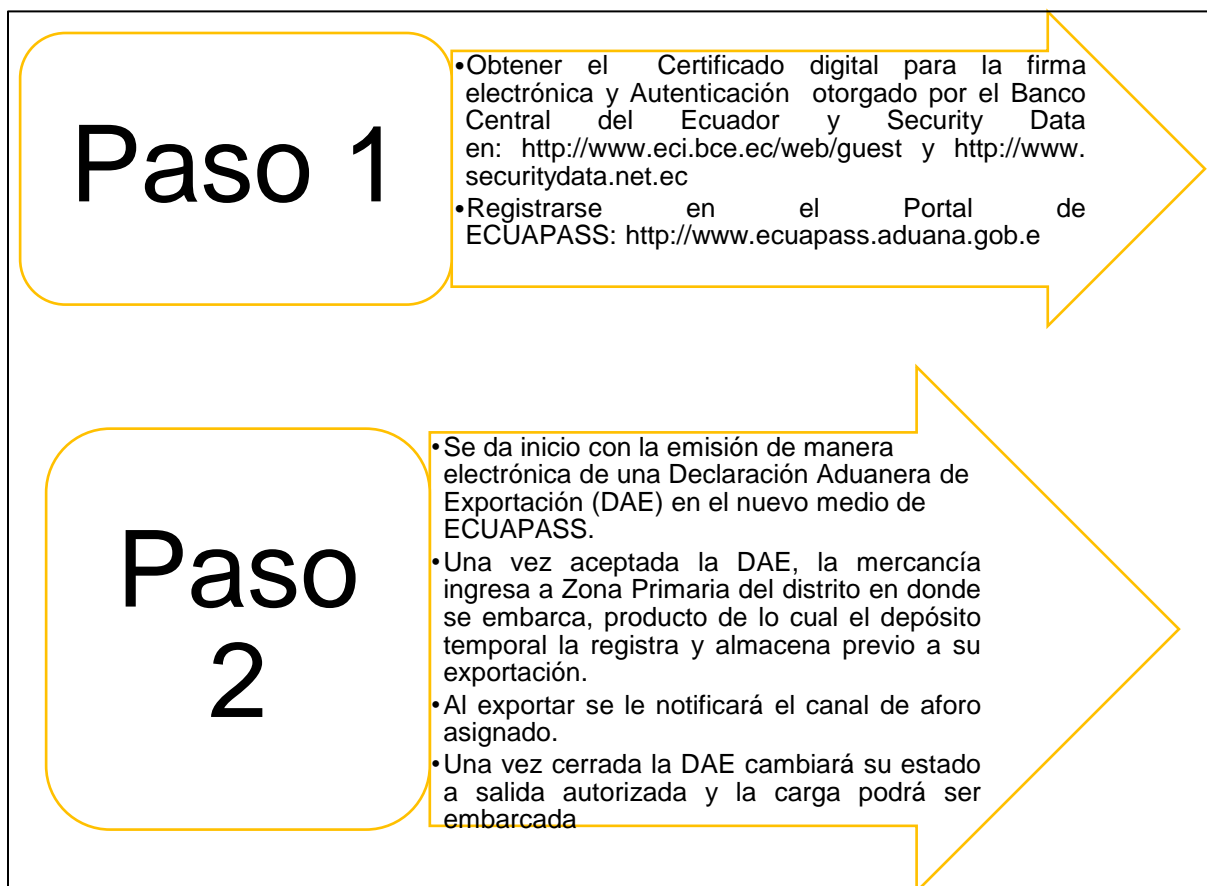 Paso 1
•Obtener el Certificado digital para la firma
electrónica y Autenticación otorgado por el Banco
Central del Ecuador y Security Data
en: http://www.eci.bce.ec/web/guest y http://www.
securitydata.net.ec
•Registrarse en el Portal de
ECUAPASS: http://www.ecuapass.aduana.gob.e
Paso
2
•Se da inicio con la emisión de manera
electrónica de una Declaración Aduanera de
Exportación (DAE) en el nuevo medio de
ECUAPASS.
•Una vez aceptada la DAE, la mercancía
ingresa a Zona Primaria del distrito en donde
se embarca, producto de lo cual el depósito
temporal la registra y almacena previo a su
exportación.
•Al exportar se le notificará el canal de aforo
asignado.
•Una vez cerrada la DAE cambiará su estado
a salida autorizada y la carga podrá ser
embarcada